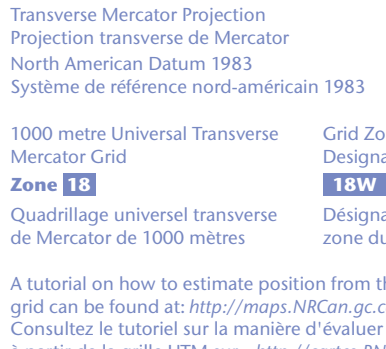 Transverse Mercator Projection
Projection transverse de Mercator
North American Datum 1983
Système de référence nord-américain 1983
1000 metre Universal Transverse
Mercator Grid
Zone 18
Quadrillage universel transverse
de Mercator de 1000 mètres
Grid Zo
Designa
18W
Désigna
zone du
A tutorial on how to estimate position from th
grid can be found at: http://maps.NRCan.gc.c
Consultez le tutoriel sur la manière d'évaluer